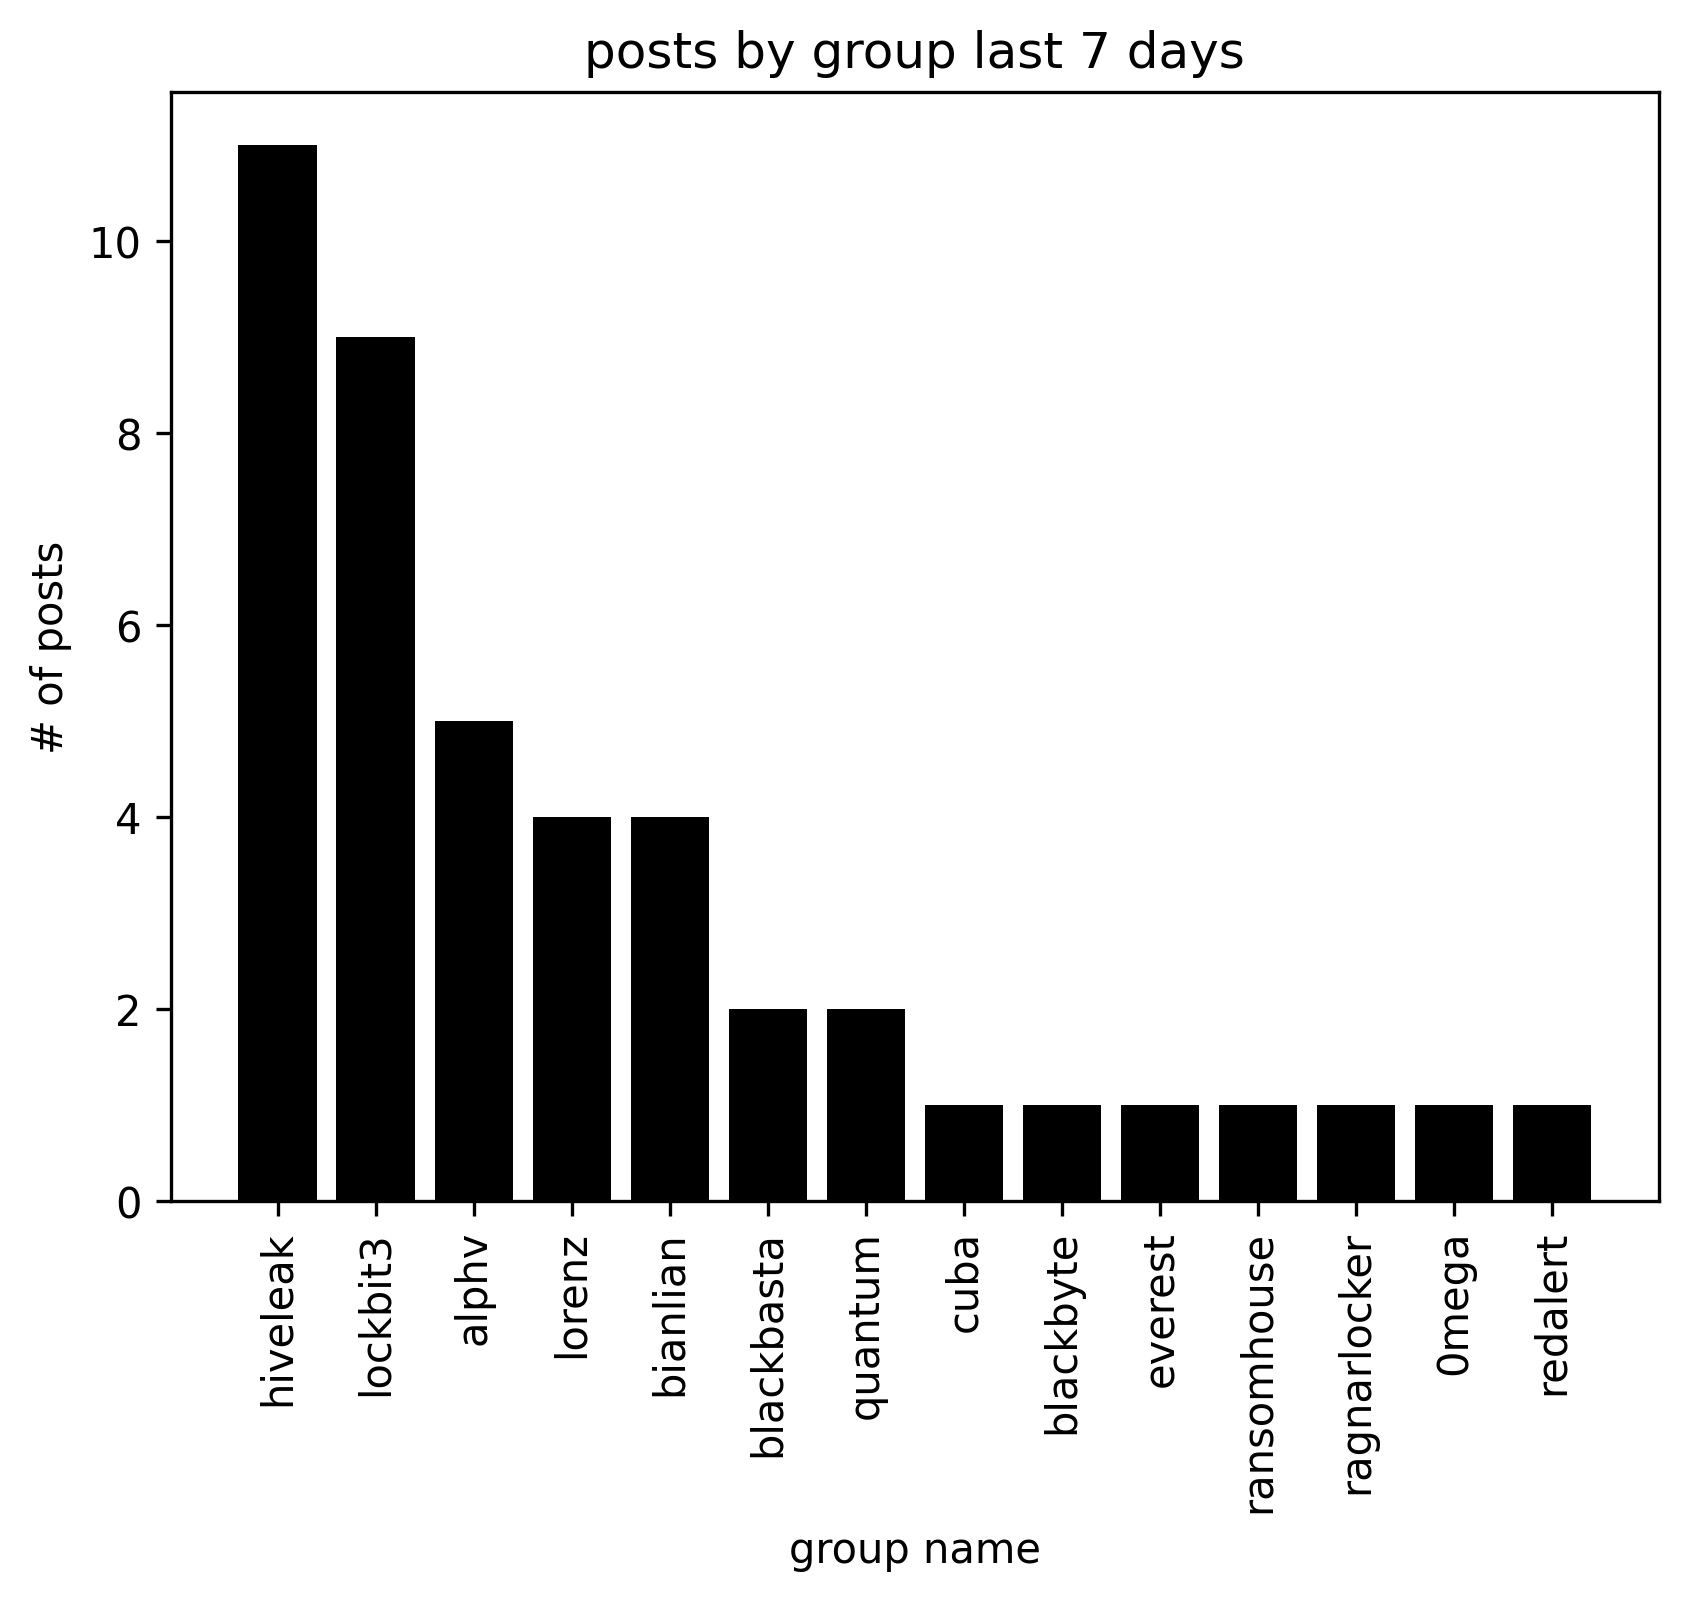 posts by group last 7 days
# of posts
10
8
6
4
2
0
hiveleak
lockbit3
alphv
lorenz
bianlian
blackbasta
quantum
cuba
blackbyte
everest
ransomhouse
ragnarlocker
0mega
redalert
group name